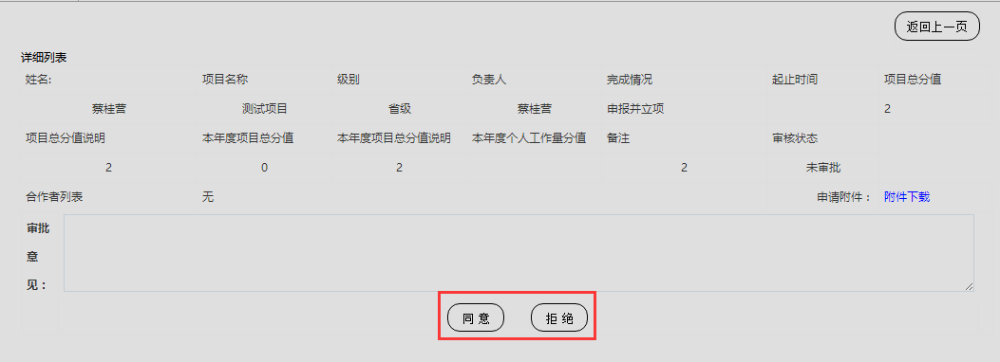 返回上一页
详细列表
姓名: 项目名称 级别 负责人 完成情况 起止时间 项目总分值
蔡桂营 测试项目 省级 蔡桂营 申报并立项 2
项目总分值说明 本年度项目总分值 本年度项目总分值说明 本年度个人工作量分值 备注 审核状态
2 0 2 2 未审批
合作者列表 无 申请附件： 附件下载
审批
意
见：
同 意 拒 绝